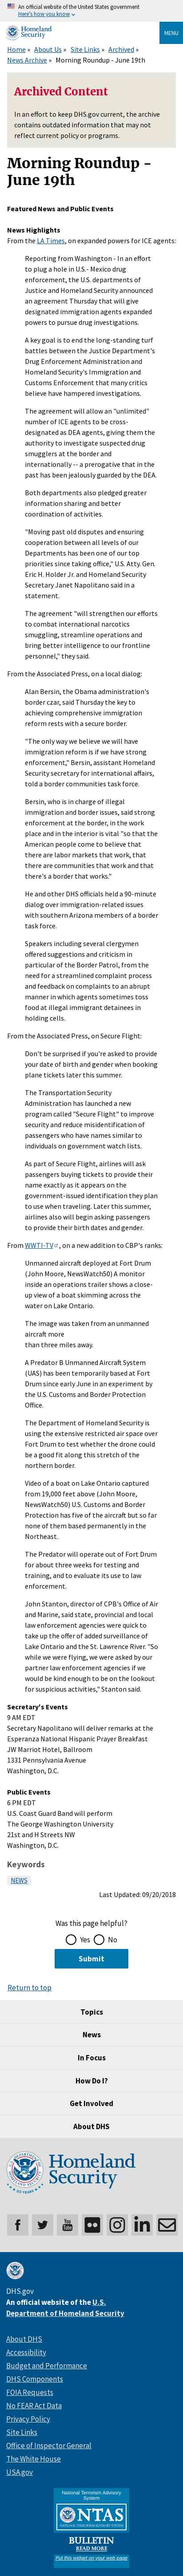 An official website of the United States government
Here's how you know
Homeland
Security
MENU
Home » About Us » Site Links » Archived »
News Archive » Morning Roundup - June 19th
Archived Content
In an effort to keep DHS.gov current, the archive
contains outdated information that may not
reflect current policy or programs.
Morning Roundup -
June 19th
Featured News and Public Events
News Highlights
From the LA Times, on expanded powers for ICE agents:
Reporting from Washington - In an effort
to plug a hole in U.S.- Mexico drug
enforcement, the U.S. departments of
Justice and Homeland Security announced
an agreement Thursday that will give
designated immigration agents expanded
powers to pursue drug investigations.
A key goal is to end the long-standing turf
battles between the Justice Department's
Drug Enforcement Administration and
Homeland Security's Immigration and
Customs Enforcement that many critics
believe have hampered investigations.
The agreement will allow an "unlimited"
number of ICE agents to be cross-
designated as DEA agents, giving them the
authority to investigate suspected drug
smuggling at the border and
internationally -- a prerogative that in the
past was jealously guarded by the DEA.
Both departments also pledged more
intelligence sharing and better
coordination of activities.
"Moving past old disputes and ensuring
cooperation between all levels of our
Department has been one of our top
priorities since taking office," U.S. Atty. Gen.
Eric H. Holder Jr. and Homeland Security
Secretary Janet Napolitano said in a
statement.
The agreement "will strengthen our efforts
to combat international narcotics
smuggling, streamline operations and
bring better intelligence to our frontline
personnel," they said.
From the Associated Press, on a local dialog:
Alan Bersin, the Obama administration's
border czar, said Thursday the key to
achieving comprehensive immigration
reform rests with a secure border.
"The only way we believe we will have
immigration reform is if we have strong
enforcement," Bersin, assistant Homeland
Security secretary for international affairs,
told a border communities task force.
Bersin, who is in charge of illegal
immigration and border issues, said strong
enforcement at the border, in the work
place and in the interior is vital "so that the
American people come to believe that
there are labor markets that work, that
there's a border that works."
He and other DHS officials held a 90-minute
dialog over immigration-related issues
with southern Arizona members of a border
task force.
Speakers including several clergymen
offered suggestions and criticism, in
particular of the Border Patrol, from the
need for a streamlined complaint process
and feedback on complaints to an abrupt
manner in which agents sometimes toss
some food and water at illegal immigrants
in holding cells.
From the Associated Press, on Secure Flight:
Don't be surprised if you're asked to provide
your date of birth and gender when booking
plane tickets later this summer.
The Transportation Security
Administration has launched a new
program called "Secure Flight" to improve
security and reduce misidentification of
passengers who have names similar to
individuals on government watch lists.
As part of Secure Flight, airlines will ask
passengers buying tickets to provide their
names exactly as it appears on the
government-issued identification they plan
to use when traveling. Later this summer,
airlines also will begin asking passengers
to provide their birth dates and gender.
From WWTI-TV, on a new addition to CBP's ranks:
Unmanned aircraft deployed at Fort Drum
(John Moore, NewsWatch50) A monitor
inside an operations trailer shows a close-
up view of a boat skimming across the
water on Lake Ontario.
The image was taken from an unmanned
aircraft more
than three miles away.
A Predator B Unmanned Aircraft System
(UAS) has been temporarily based at Fort
Drum since early in the month of June by
the U.S. Customs and Border Protection
Office.
The Department of Homeland Security is
using the extensive restricted air space over
Fort Drum to test whether the model could
be a good fit along this stretch of the
northern border.
Video of a boat on Lake Ontario captured
from 19,000 feet above (John Moore,
NewsWatch50) U.S. Customs and Border
Protection has five of the aircraft but so far
none of them based permanently in the
Northeast.
The Predator will operate out of Fort Drum
for about three weeks for testing and
training, and to evaluate its use for law
enforcement.
John Stanton, director of CPB's Office of Air
and Marine, said state, provincial and local
law enforcement agencies were quick to
take up the offer of added surveillance of
Lake Ontario and the St. Lawrence River. "So
while we were flying, we were asked by our
partner law enforcement agencies if we
would be kind enough to be on the lookout
for suspicious activities," Stanton said.
Secretary's Events
9 AM EDT
Secretary Napolitano will deliver remarks at the
Esperanza National Hispanic Prayer Breakfast
JW Marriott Hotel, Ballroom
1331 Pennsylvania Avenue
Washington, D.C.
Public Events
6 PM EDT
U.S. Coast Guard Band will perform
The George Washington University
21st and H Streets NW
Washington, D.C.
Keywords
NEWS
Last Updated: 09/20/2018
Was this page helpful?
Yes No
Submit
Return to top
Topics
News
In Focus
How Do I?
Get Involved
About DHS
Homeland
Security
DHS.gov
An official website of the U.S.
Department of Homeland Security
About DHS
Accessibility
Budget and Performance
DHS Components
FOIA Requests
No FEAR Act Data
Privacy Policy
Site Links
Office of Inspector General
The White House
USA.gov
National Terrorism Advisory
System
NTAS
BULLETIN
READ MORE
Put this widget on your web page